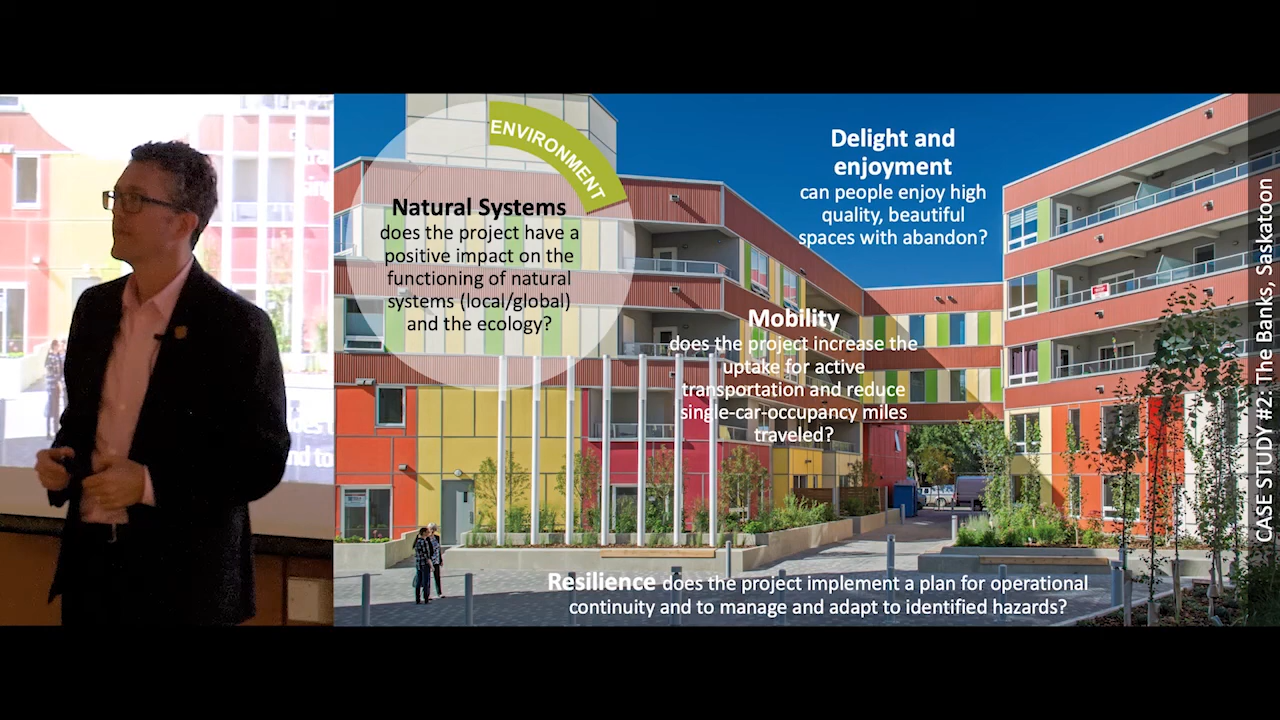 ENVIRONMENT
Natural Systems
does the project have a
positive impact on the
functioning of natural
systems (local/global)
and the ecology?
Delight and
enjoyment
can people enjoy high
quality, beautiful
spaces with abandon?
Mobility
does the project increase the
uptake for active
transportation and reduce
single-car-occupancy miles
traveled?
Resilience does the project implement a plan for operational
continuity and to manage and adapt to identified hazards?
CASE STUDY #2: The Banks, Saskatoon